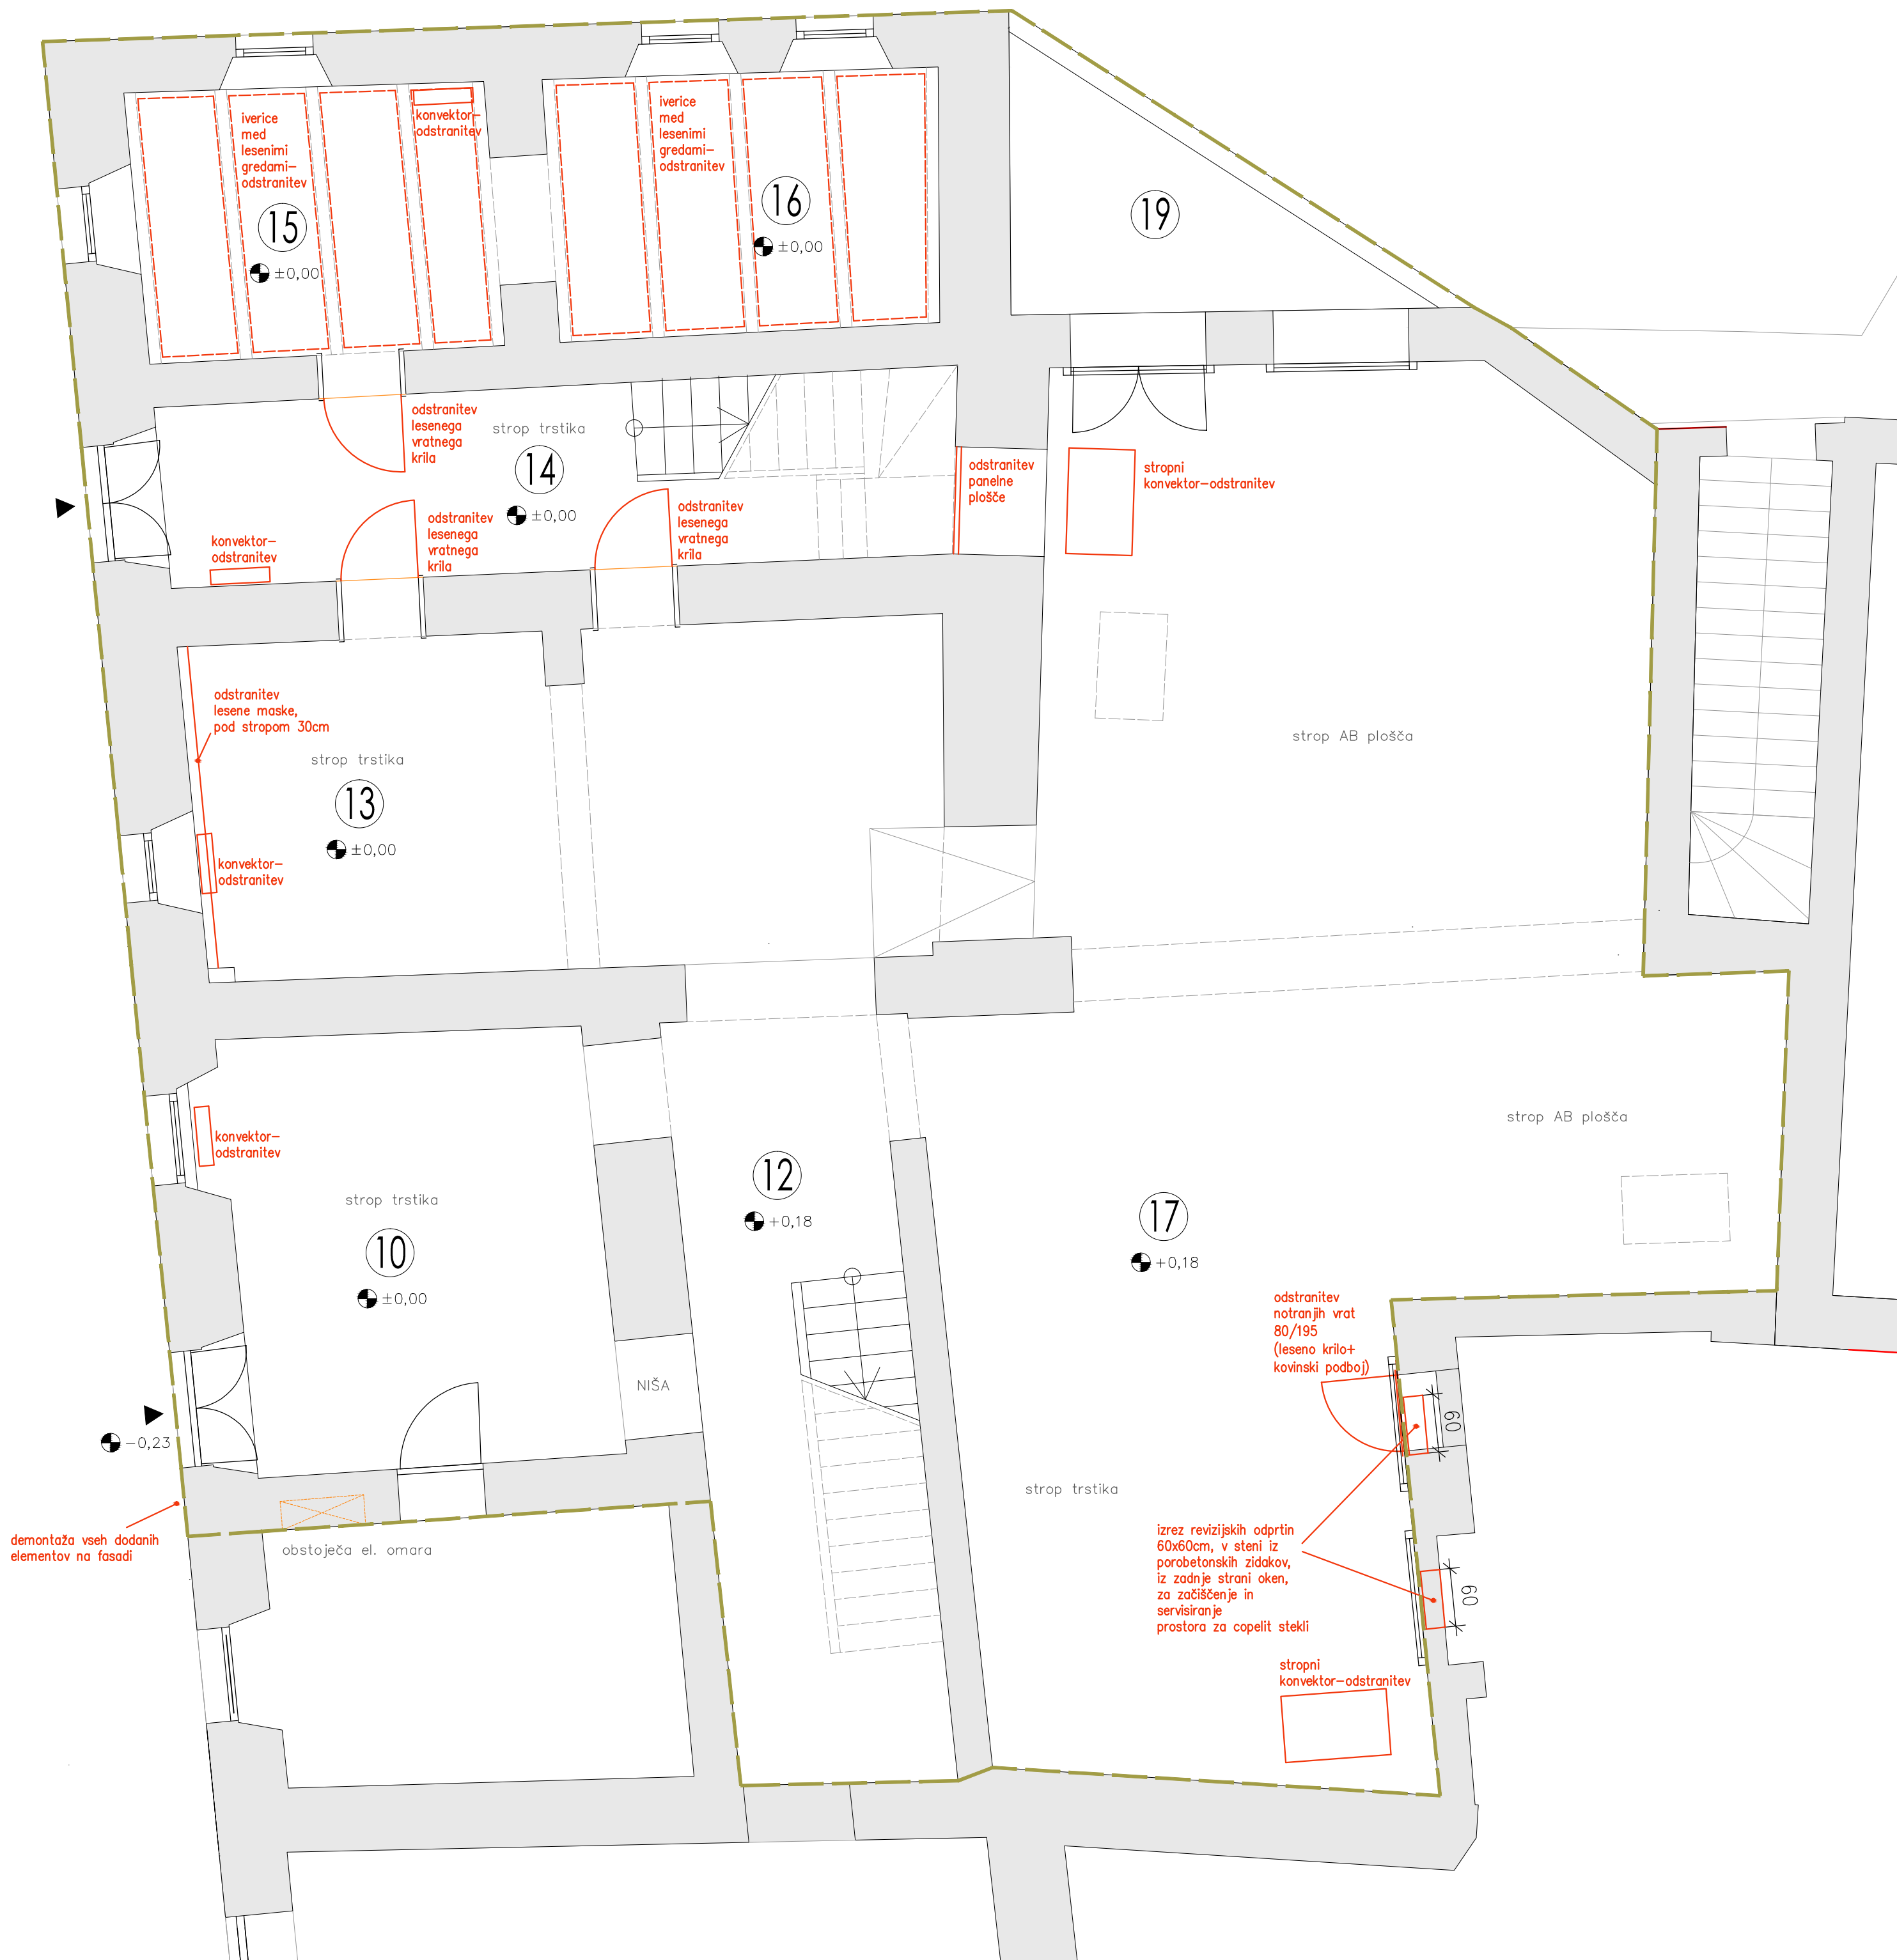 iverice
med
lesenimi
gredami-
odstranitev
konvektor-
odstranitev
iverice
med
lesenimi
gredami-
odstranitev
15
±0,00
16
±0,00
19
odstranitev
lesenega
vratnega
krila
strop trstika
14
±0,00
odstranitev
panelne
plošče
stropni
konvektor-odstranitev
konvektor-
odstranitev
odstranitev
lesenega
vratnega
krila
odstranitev
lesenega
vratnega
krila
odstranitev
lesene maske,
pod stropom 30cm
strop trstika
13
±0,00
strop AB plošča
konvektor-
odstranitev
konvektor-
odstranitev
strop trstika
10
±0,00
12
+0,18
strop AB plošča
17
+0,18
odstranitev
notranjih vrat
80/195
(leseno krilo+
kovinski podboj)
NIŠA
60
-0,23
strop trstika
demontaža vseh dodanih
elementov na fasadi
obstoječa el. omara
izrez revizijskih odprtin
60x60cm, v steni iz
porobetonskih zidakov,
iz zadnje strani oken,
za začiščenje in
servisiranje
prostora za copelit stekli
60
stropni
konvektor-odstranitev